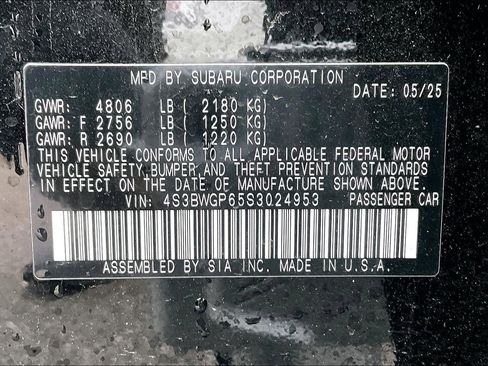 MFD BY SUBARU CORPORATION
DATE: 05/25
GVWR: 4806 LB ( 2180 KG)
GAWR: F 2756 LB ( 1250 KG)
GAWR: R 2690 LB ( 1220 KG)
THIS VEHICLE CONFORMS TO ALL APPLICABLE FEDERAL MOTOR
VEHICLE SAFETY, BUMPER, AND THEFT PREVENTION STANDARDS
IN EFFECT ON THE DATE OF MANUFACTURE SHOWN ABOVE.
VIN: 4S3BWGP65S3024953 PASSENGER CAR
ASSEMBLED BY SIA INC. MADE IN U.S.A.